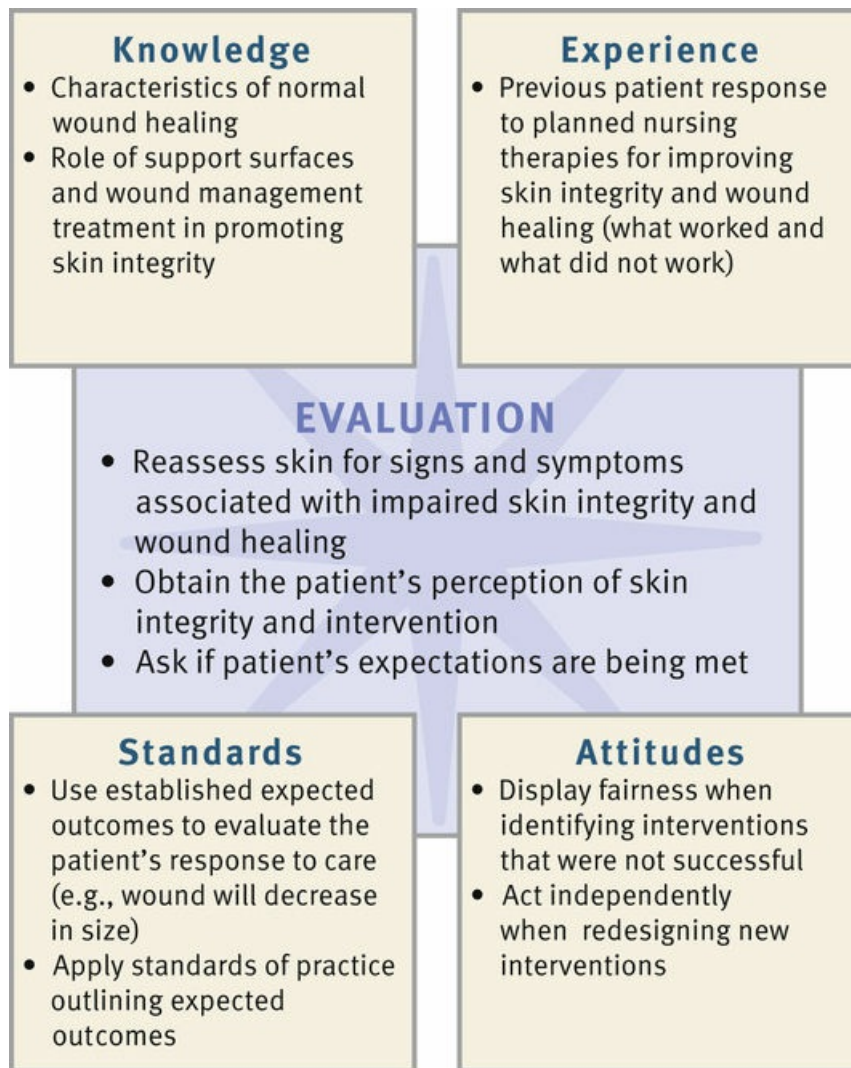 Knowledge
• Characteristics of normal
wound healing
• Role of support surfaces
and wound management
treatment in promoting
skin integrity
Experience
• Previous patient response
to planned nursing
therapies for improving
skin integrity and wound
healing (what worked and
what did not work)
EVALUATION
• Reassess skin for signs and symptoms
associated with impaired skin integrity and
wound healing
• Obtain the patient's perception of skin
integrity and intervention
• Ask if patient's expectations are being met
Standards
• Use established expected
outcomes to evaluate the
patient's response to care
(e.g., wound will decrease
in size)
• Apply standards of practice
outlining expected
outcomes
Attitudes
• Display fairness when
identifying interventions
that were not successful
• Act independently
when redesigning new
interventions